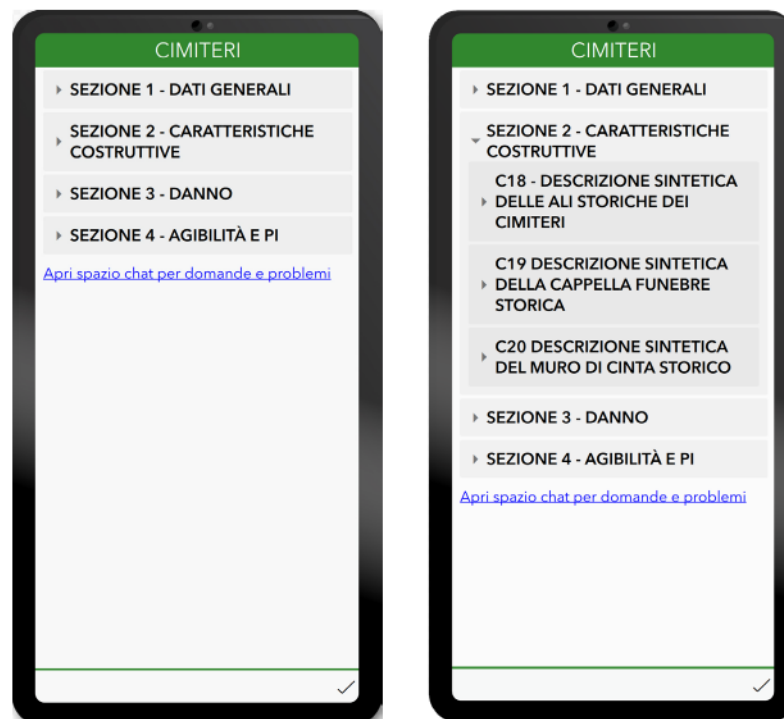 CIMITERI
SEZIONE 1 - DATI GENERALI
SEZIONE 2 - CARATTERISTICHE
COSTRUTTIVE
SEZIONE 3 - DANNO
SEZIONE 4 - AGIBILITÀ E PI
Apri spazio chat per domande e problemi
CIMITERI
SEZIONE 1 - DATI GENERALI
SEZIONE 2 - CARATTERISTICHE
COSTRUTTIVE
C18 - DESCRIZIONE SINTETICA
DELLE ALI STORICHE DEI
CIMITERI
C19 DESCRIZIONE SINTETICA
DELLA CAPPELLA FUNEBRE
STORICA
C20 DESCRIZIONE SINTETICA
DEL MURO DI CINTA STORICO
SEZIONE 3 - DANNO
SEZIONE 4 - AGIBILITÀ E PI
Apri spazio chat per domande e problemi